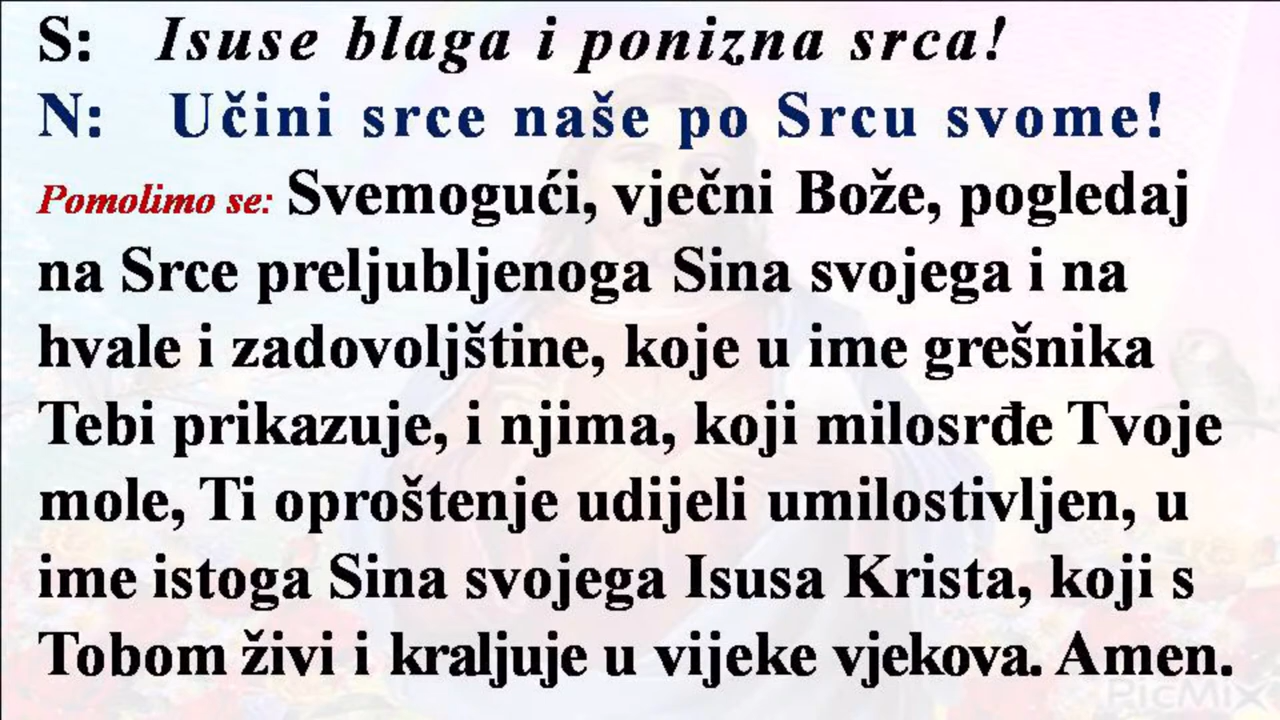 S: Isuse blaga i ponizna srca!
N: Učini srce naše po Srcu svome!
Pomolimo se: Svemogući, vječni Bože, pogledaj
na Srce preljubljenoga Sina svojega i na
hvale i zadovoljštine, koje u ime grešnika
Tebi prikazuje, i njima, koji milosrđe Tvoje
mole, Ti oproštenje udijeli umilostivljen, u
ime istoga Sina svojega Isusa Krista, koji s
Tobom živi i kraljuje u vijeke vjekova. Amen.
PicMix